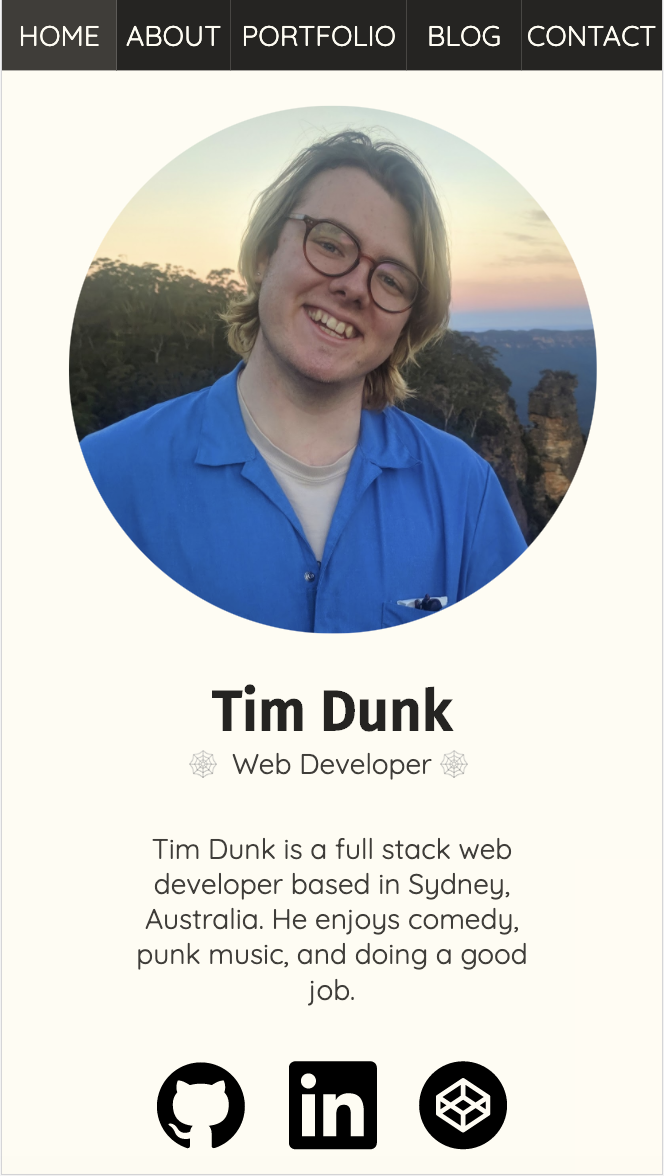 HOME ABOUT PORTFOLIO BLOG CONTACT
Tim Dunk
🕸️ Web Developer 🕸️
Tim Dunk is a full stack web
developer based in Sydney,
Australia. He enjoys comedy,
punk music, and doing a good
job.
in